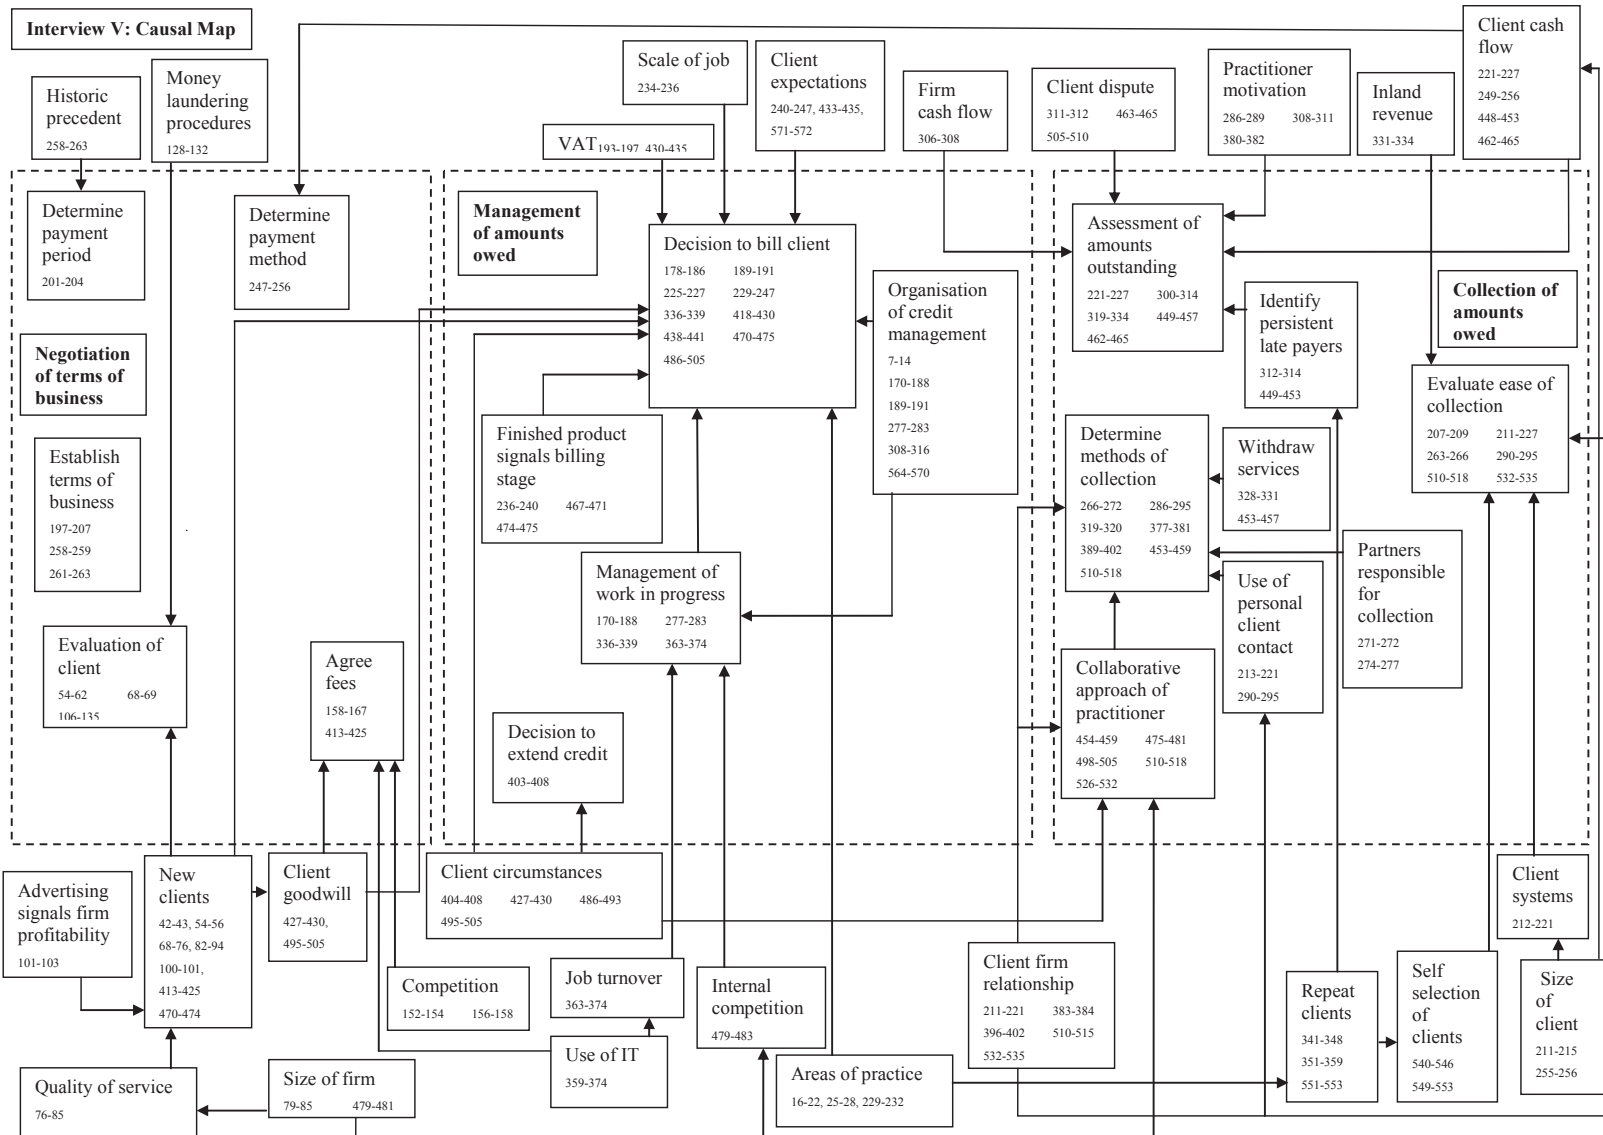 Interview V: Causal Map
Historic
precedent
258-263
Money
laundering
procedures
128-132
Scale of job
234-236
VAT 193-197 430-435
Client
expectations
240-247, 433-435,
571-572
Firm
cash flow
306-308
Client dispute
311-312 463-465
505-510
Practitioner
motivation
286-289 308-311
380-382
Inland
revenue
331-334
Client cash
flow
221-227
249-256
448-453
462-465
Determine
payment
period
201-204
Determine
payment
method
247-256
Negotiation
of terms of
business
Establish
terms of
business
197-207
258-259
261-263
Evaluation of
client
54-62 68-69
106-135
Agree
fees
158-167
413-425
Management
of amounts
owed
Decision to bill client
178-186 189-191
225-227 229-247
336-339 418-430
438-441 470-475
486-505
Organisation
of credit
management
7-14
170-188
189-191
277-283
308-316
564-570
Finished product
signals billing
stage
236-240 467-471
474-475
Management of
work in progress
170-188 277-283
336-339 363-374
Decision to
extend credit
403-408
Assessment of
amounts
outstanding
221-227 300-314
319-334 449-457
462-465
Identify
persistent
late payers
312-314
449-453
Collection of
amounts
owed
Evaluate ease of
collection
207-209 211-227
263-266 290-295
510-518 532-535
Determine
methods of
collection
266-272 286-295
319-320 377-381
389-402 453-459
510-518
Withdraw
services
328-331
453-457
Partners
responsible
for
collection
271-272
274-277
Use of
personal
client
contact
213-221
290-295
Collaborative
approach of
practitioner
454-459 475-481
498-505 510-518
526-532
Advertising
signals firm
profitability
101-103
New
clients
42-43, 54-56
68-76, 82-94
100-101,
413-425
470-474
Client
goodwill
427-430,
495-505
Client circumstances
404-408 427-430 486-493
495-505
Competition
152-154 156-158
Job turnover
363-374
Use of IT
359-374
Internal
competition
479-483
Areas of practice
16-22, 25-28, 229-232
Client firm
relationship
211-221 383-384
396-402 510-515
532-535
Repeat
clients
341-348
351-359
551-553
Self
selection
of
clients
540-546
549-553
Client
systems
212-221
Size
of
client
211-215
255-256
Quality of service
76-85
Size of firm
79-85 479-481